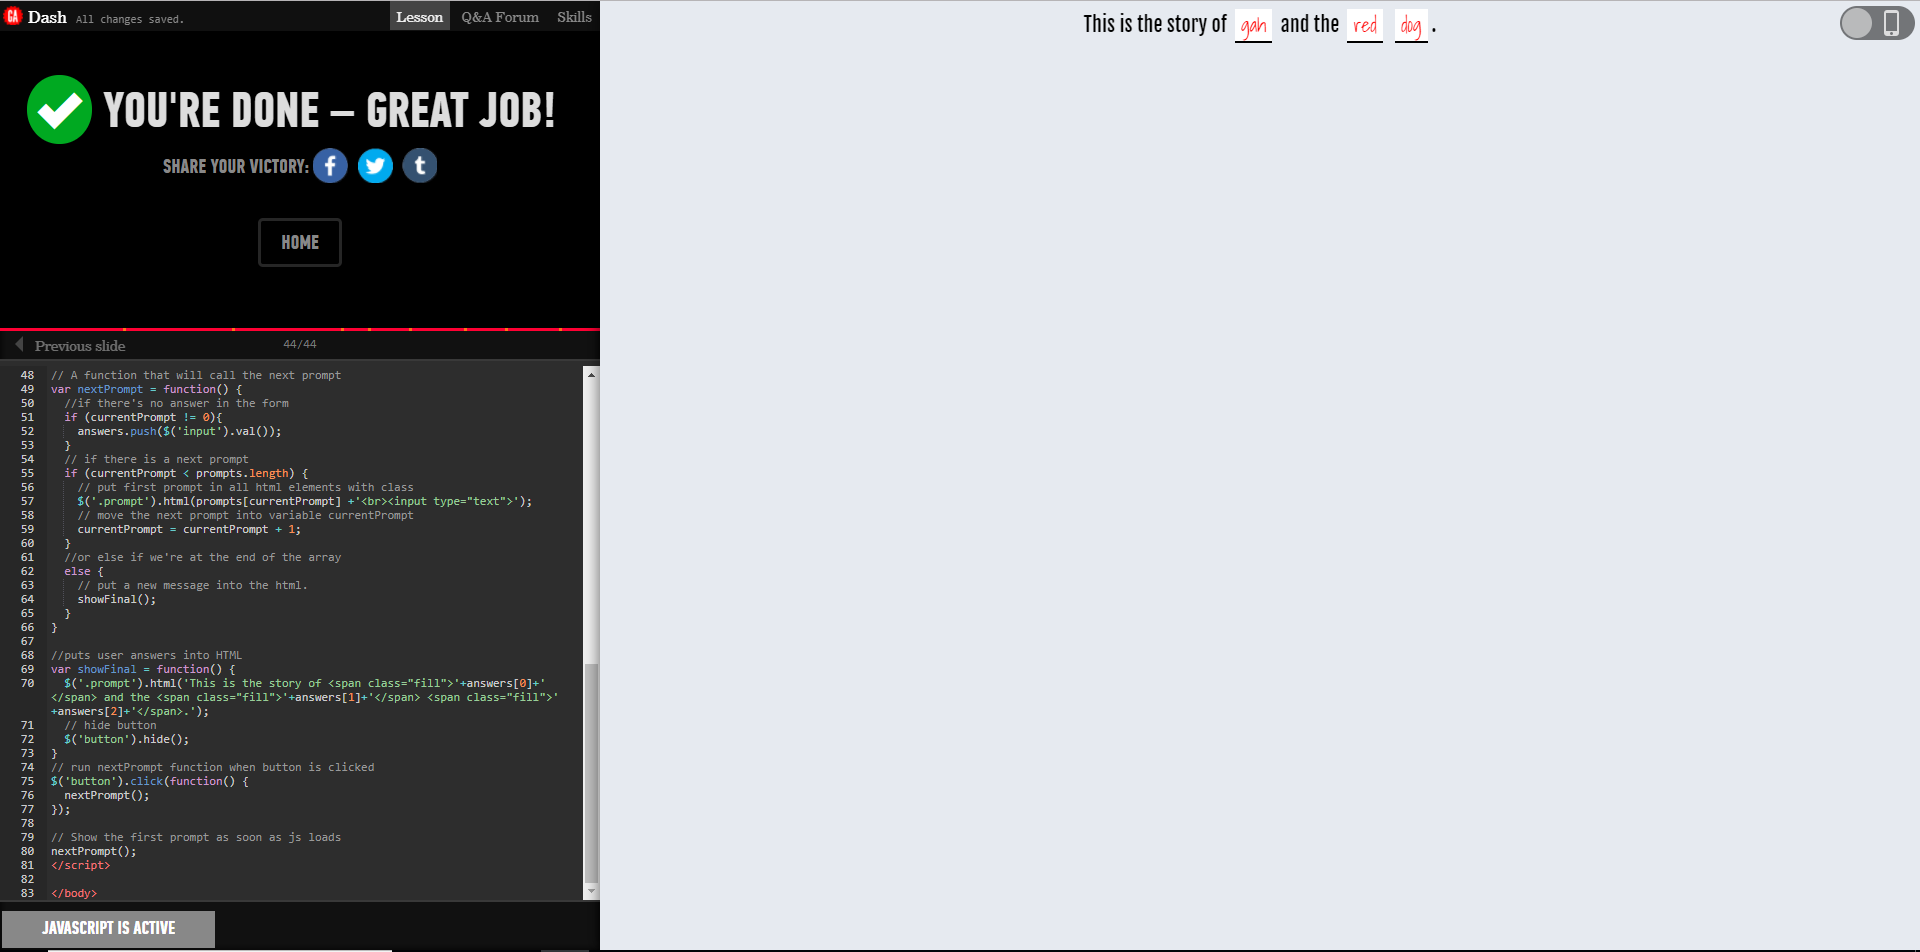 GA Dash All changes saved. Lesson Q&A Forum Skills
YOU'RE DONE – GREAT JOB!
SHARE YOUR VICTORY: f t
HOME
Previous slide 44/44
48 // A function that will call the next prompt
49 var nextPrompt = function() {
50 //if there's no answer in the form
51 if (currentPrompt != 0){
52 answers.push($('input').val());
53 }
54 // if there is a next prompt
55 if (currentPrompt < prompts.length) {
56 // put first prompt in all html elements with class
57 $('.prompt').html(prompts[currentPrompt] +'<br><input type="text">');
58 // move the next prompt into variable currentPrompt
59 currentPrompt = currentPrompt + 1;
60 }
61 //or else if we're at the end of the array
62 else {
63 // put a new message into the html.
64 showFinal();
65 }
66 }
67
68 //puts user answers into HTML
69 var showFinal = function() {
70 $('.prompt').html('This is the story of <span class="fill">'+answers[0]+'
</span> and the <span class="fill">'+answers[1]+'</span> <span class="fill">'
+answers[2]+'</span>.');
71 // hide button
72 $('button').hide();
73 }
74 // run nextPrompt function when button is clicked
75 $('button').click(function() {
76 nextPrompt();
77 });
78
79 // Show the first prompt as soon as js loads
80 nextPrompt();
81 </script>
82
83 </body>
JAVASCRIPT IS ACTIVE
This is the story of gah and the red dog .